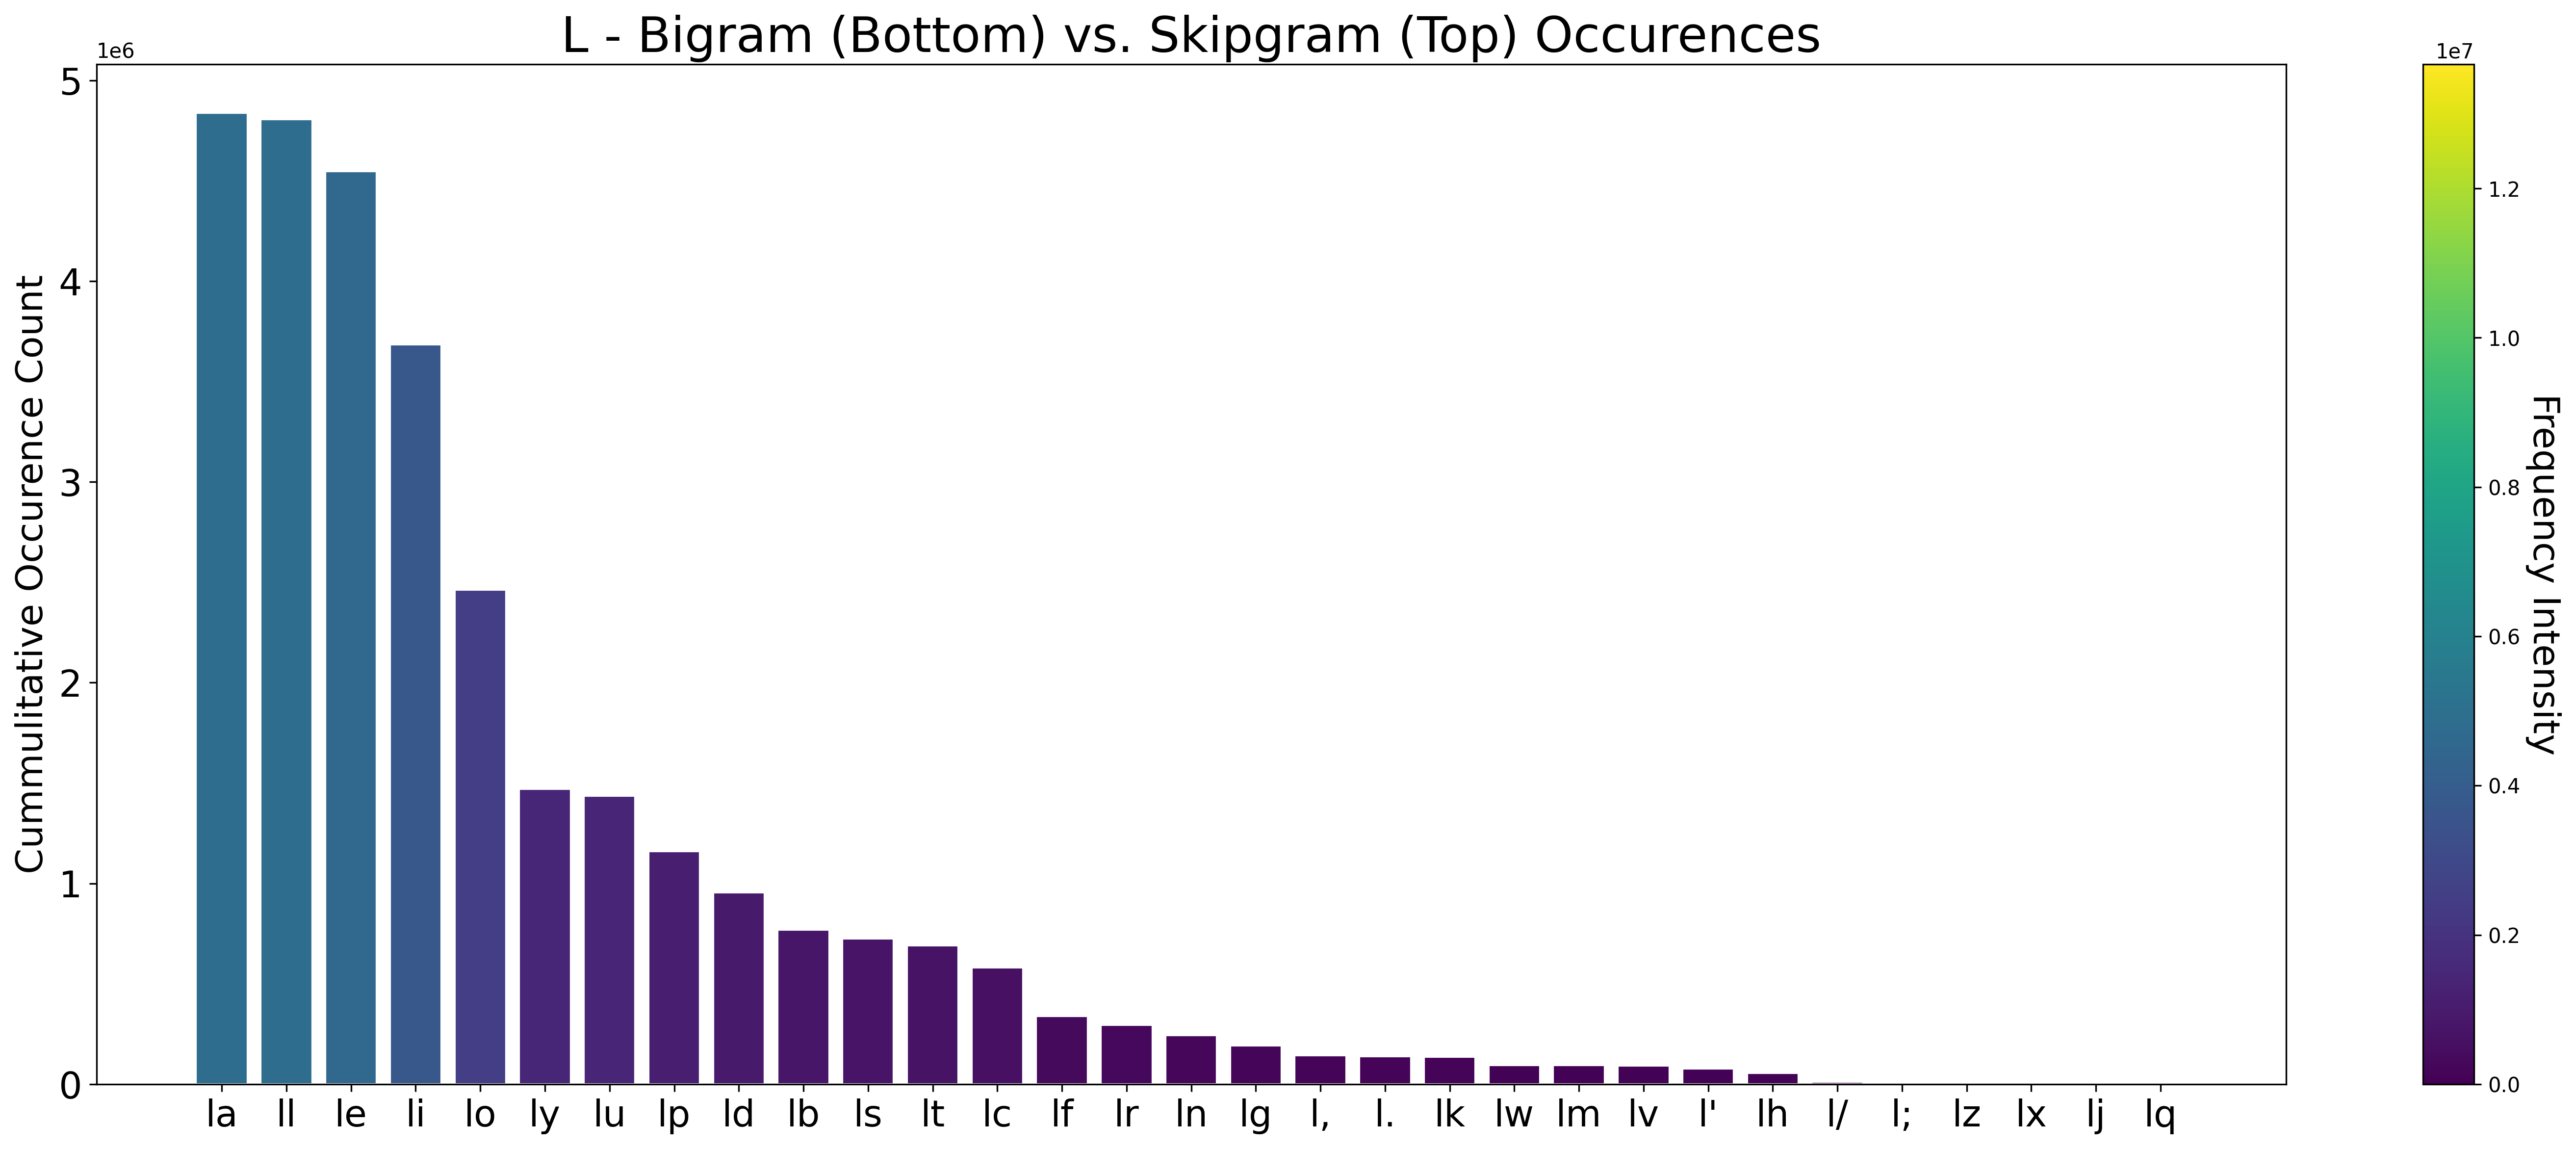 L - Bigram (Bottom) vs. Skipgram (Top) Occurences
1e6
5
4
3
2
1
0
Cummulitative Occurence Count
la ll le li lo ly lu lp ld lb ls lt lc lf lr ln lg l, l. lk lw lm lv l' lh l/ l; lz lx lj lq
1e7
1.2
1.0
0.8
0.6
0.4
0.2
0.0
Frequency Intensity